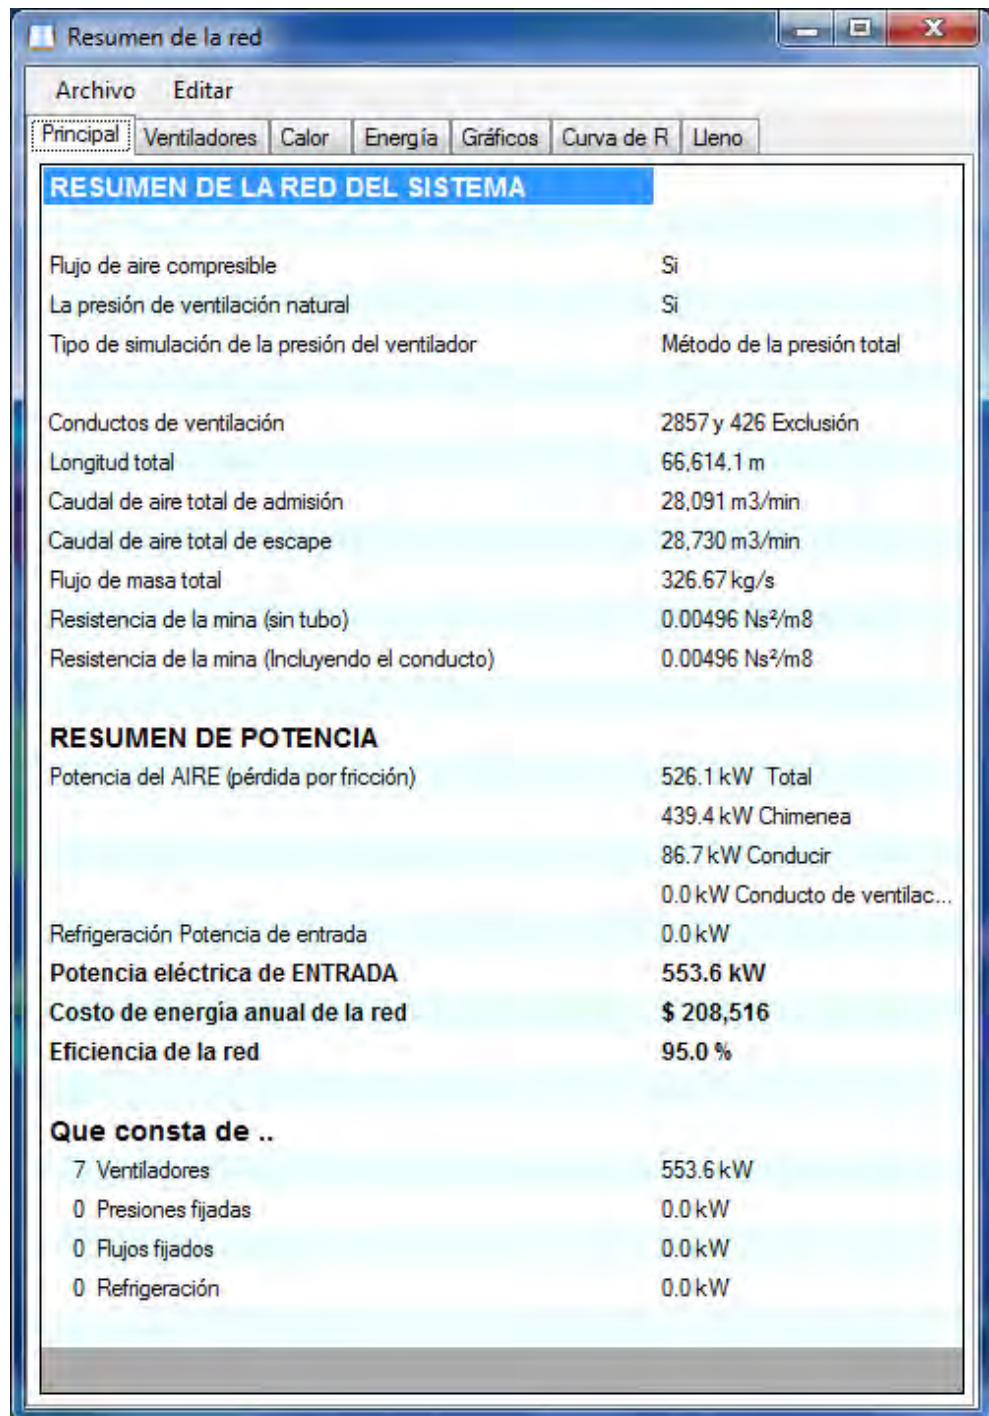 Resumen de la red
Archivo Editar
Principal Ventiladores Calor Energía Gráficos Curva de R Lleno
RESUMEN DE LA RED DEL SISTEMA
Flujo de aire compresible Si
La presión de ventilación natural Si
Tipo de simulación de la presión del ventilador Método de la presión total
Conductos de ventilación 2857 y 426 Exclusión
Longitud total 66,614.1 m
Caudal de aire total de admisión 28,091 m3/min
Caudal de aire total de escape 28,730 m3/min
Flujo de masa total 326.67 kg/s
Resistencia de la mina (sin tubo) 0.00496 Ns²/m8
Resistencia de la mina (Incluyendo el conducto) 0.00496 Ns²/m8
RESUMEN DE POTENCIA
Potencia del AIRE (pérdida por fricción) 526.1 kW Total
439.4 kW Chimenea
86.7 kW Conducir
0.0 kW Conducto de ventilac...
Refrigeración Potencia de entrada 0.0 kW
Potencia eléctrica de ENTRADA 553.6 kW
Costo de energía anual de la red $ 208,516
Eficiencia de la red 95.0 %
Que consta de ..
7 Ventiladores 553.6 kW
0 Presiones fijadas 0.0 kW
0 Flujos fijados 0.0 kW
0 Refrigeración 0.0 kW